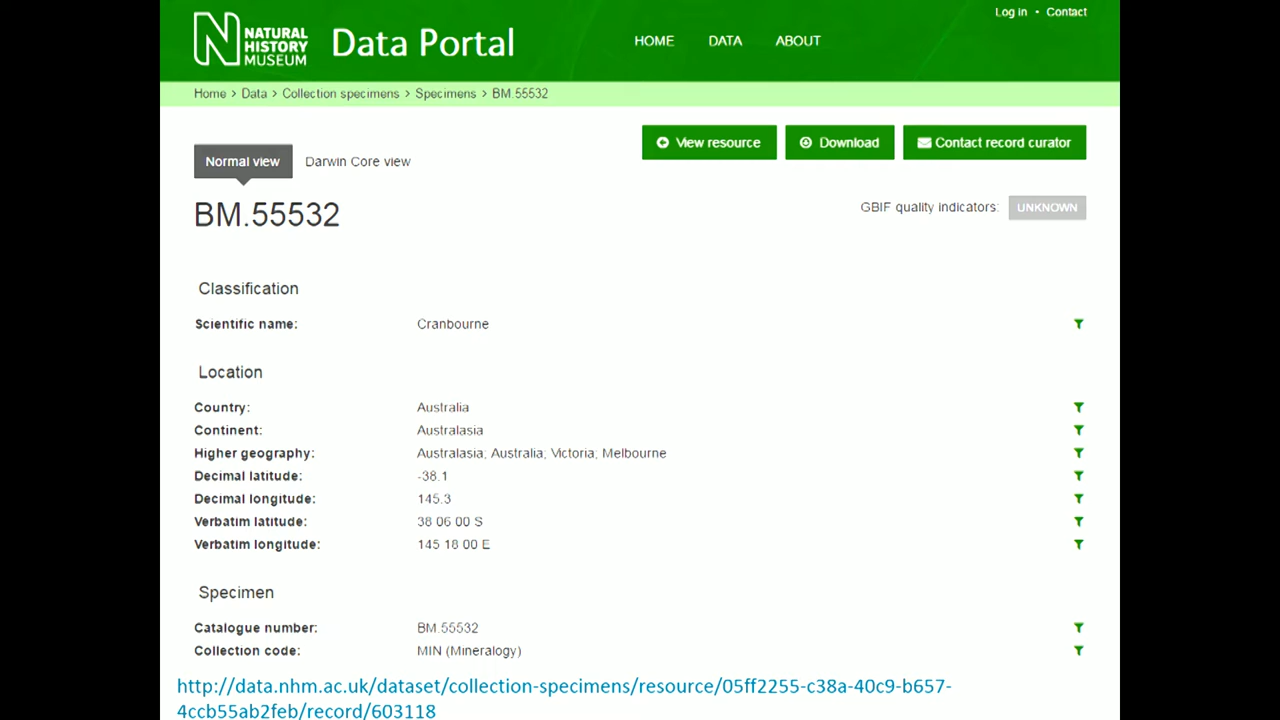 Log in • Contact
NATURAL HISTORY MUSEUM Data Portal HOME DATA ABOUT
Home > Data > Collection specimens > Specimens > BM.55532
View resource Download Contact record curator
Normal view Darwin Core view
BM.55532 GBIF quality indicators: UNKNOWN
Classification
Scientific name: Cranbourne
Location
Country: Australia
Continent: Australasia
Higher geography: Australasia; Australia; Victoria; Melbourne
Decimal latitude: -38.1
Decimal longitude: 145.3
Verbatim latitude: 38 06 00 S
Verbatim longitude: 145 18 00 E
Specimen
Catalogue number: BM.55532
Collection code: MIN (Mineralogy)
http://data.nhm.ac.uk/dataset/collection-specimens/resource/05ff2255-c38a-40c9-b657-
4ccb55ab2feb/record/603118